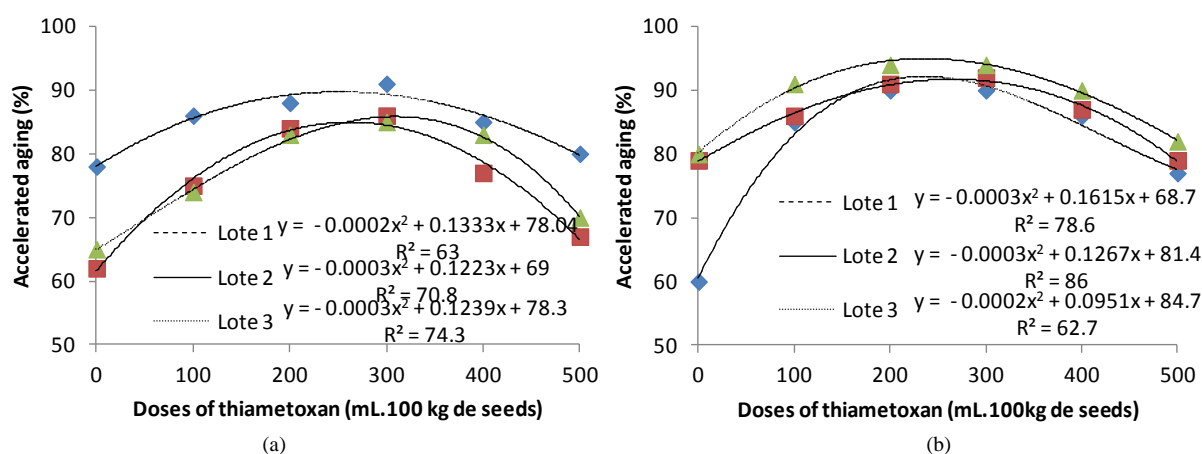 100
90
80
70
60
50
Accelerated aging (%)
Lote 1 y = - 0.0002x² + 0.1333x + 78.04
R² = 63
Lote 2 y = - 0.0003x² + 0.1223x + 69
R² = 70.8
Lote 3 y = - 0.0003x² + 0.1239x + 78.3
R² = 74.3
0 100 200 300 400 500
Doses of thiametoxan (mL.100 kg de seeds)
(a)
100
90
80
70
60
50
Accelerated aging (%)
Lote 1 y = -0.0003x² + 0.1615x + 68.7
R² = 78.6
Lote 2 y = -0.0003x² + 0.1267x + 81.4
R² = 86
Lote 3 y = -0.0002x² + 0.0951x + 84.7
R² = 62.7
0 100 200 300 400 500
Doses of thiametoxan (mL.100kg de seeds)
(b)